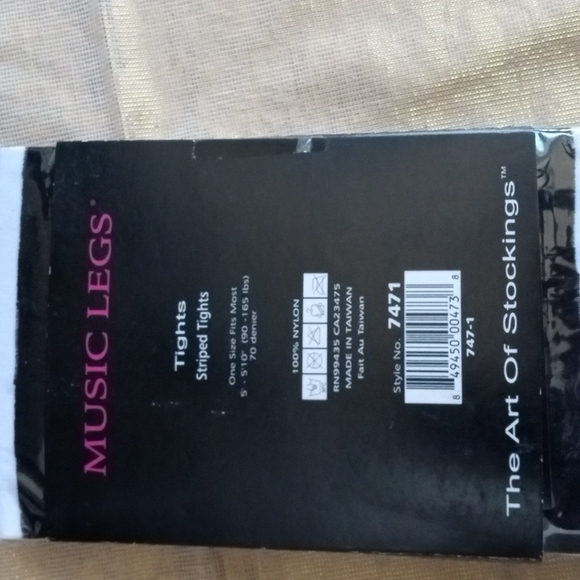 MUSIC LEGS®
Tights
Striped Tights
One Size Fits Most
5' - 5'10" (90 -165 lbs)
70 denier
100% NYLON
RN99435 CA23475
MADE IN TAIWAN
Fait Au Taiwan
Style No. 7471
8 49450 00473 8
747-1
The Art Of Stockings™